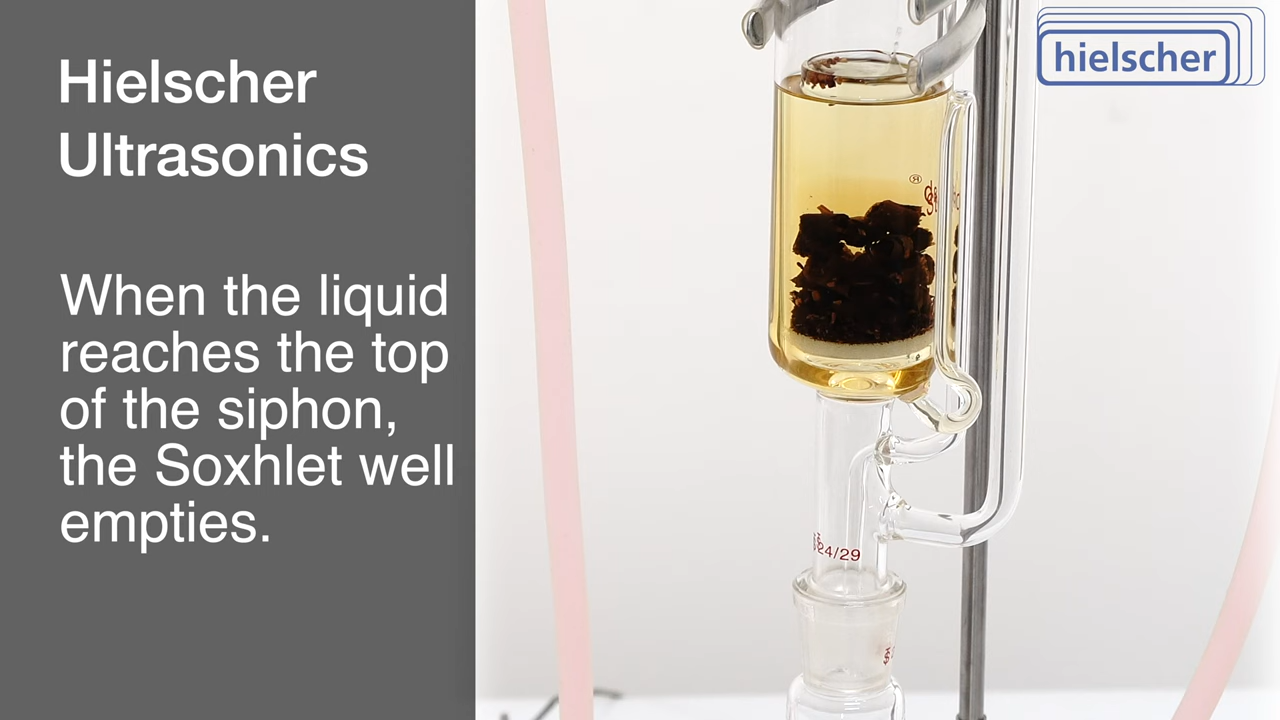 Hielscher
Ultrasonics
When the liquid
reaches the top
of the siphon,
the Soxhlet well
empties.
hielscher
®
24/29